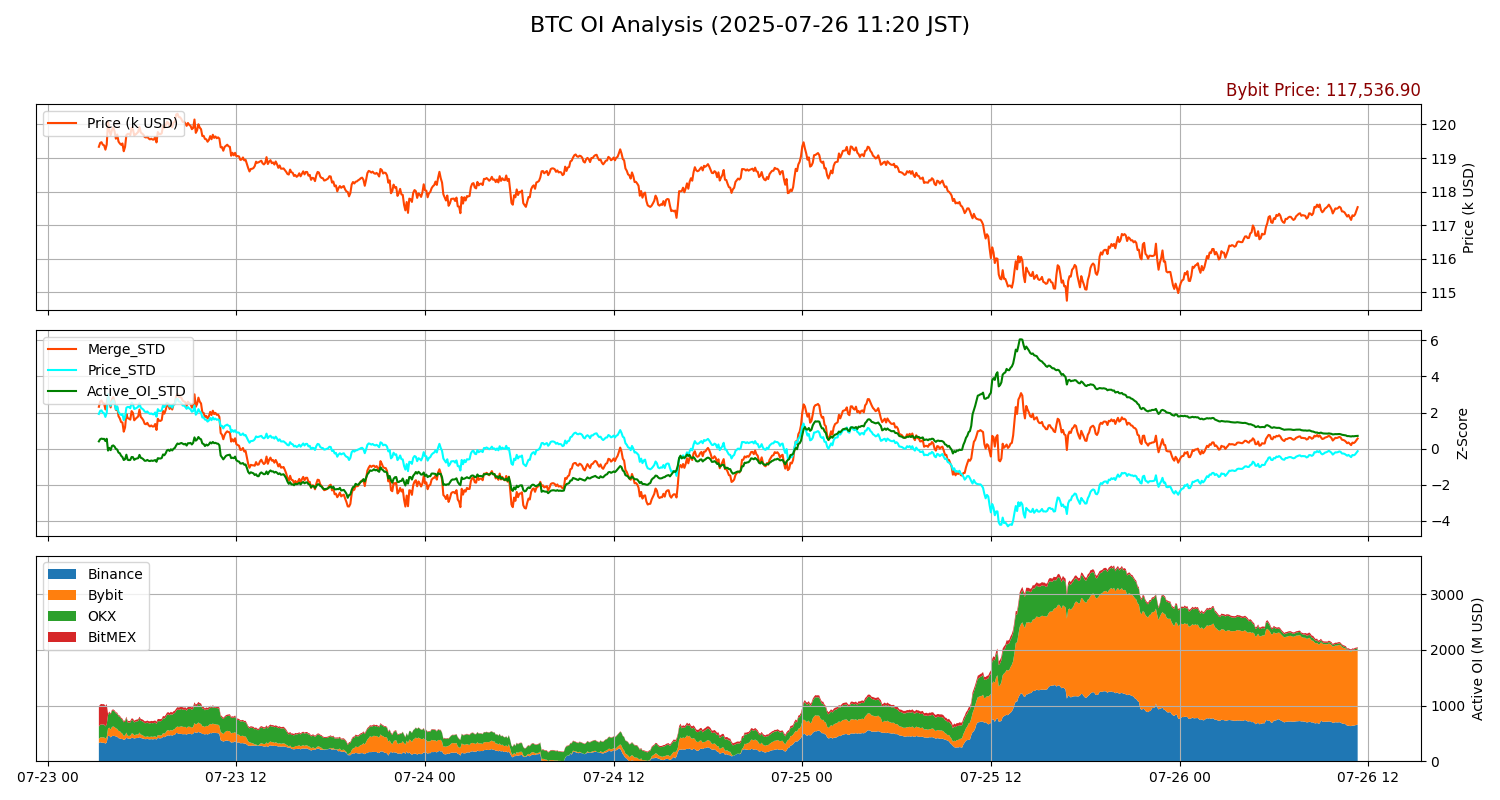 BTC OI Analysis (2025-07-26 11:20 JST)
Bybit Price: 117,536.90
Price (k USD)
120
119
118
117
116
115
Price (k USD)
Merge_STD
Price_STD
Active_OI_STD
6
4
2
0
−2
−4
Z-Score
Binance
Bybit
OKX
BitMEX
3000
2000
1000
0
Active OI (M USD)
07-23 00
07-23 12
07-24 00
07-24 12
07-25 00
07-25 12
07-26 00
07-26 12